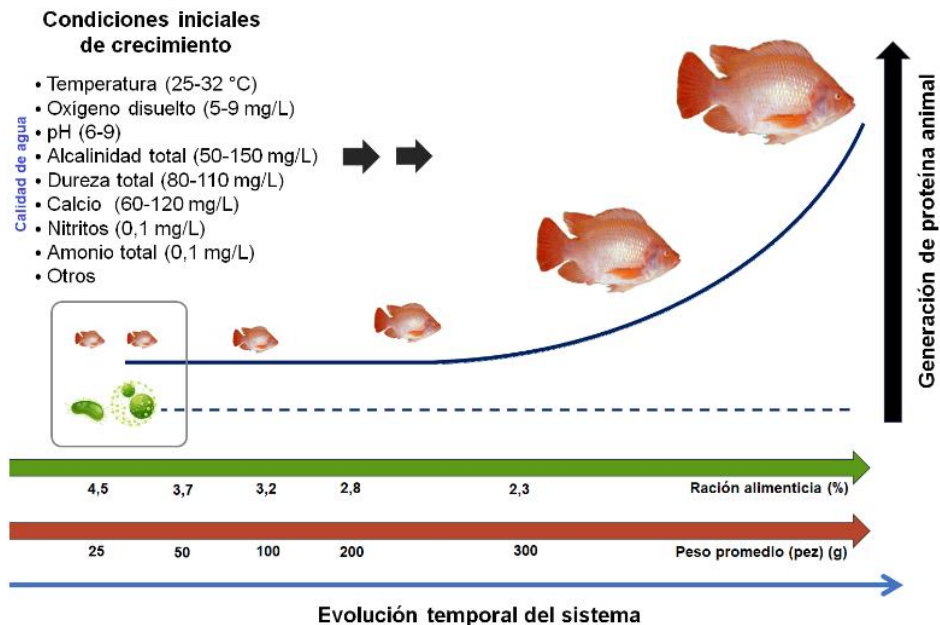 Condiciones iniciales
de crecimiento
Calidad de agua
• Temperatura (25-32 °C)
• Oxígeno disuelto (5-9 mg/L)
• pH (6-9)
• Alcalinidad total (50-150 mg/L)
• Dureza total (80-110 mg/L)
• Calcio (60-120 mg/L)
• Nitritos (0,1 mg/L)
• Amonio total (0,1 mg/L)
• Otros
Generación de proteína animal
4,5 3,7 3,2 2,8 2,3 Ración alimenticia (%)
25 50 100 200 300 Peso promedio (pez) (g)
Evolución temporal del sistema